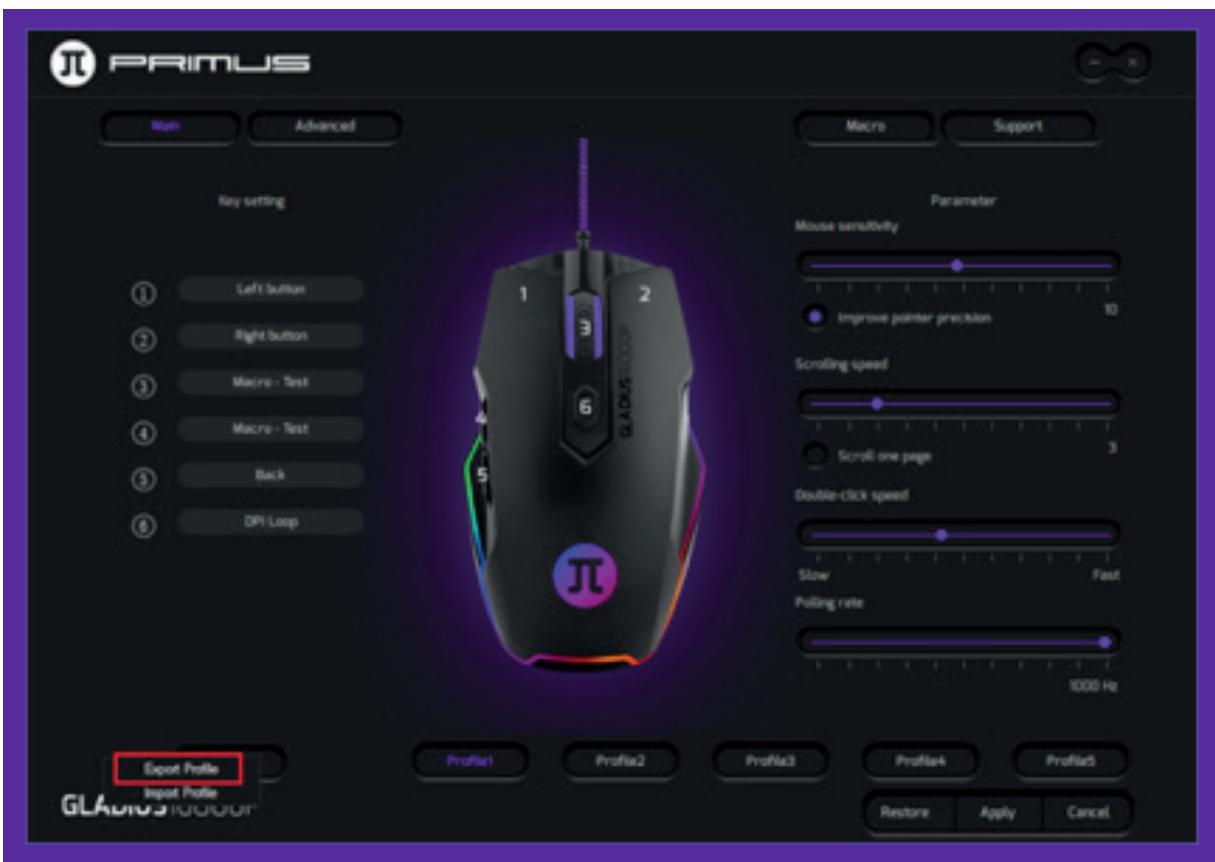 PRIMUS
Main
Advanced
Macro
Support
Key setting
1 Left button
2 Right button
3 Macro - Test
4 Macro - Test
5 Back
6 DPI Loop
1
2
3
4
5
6
GLADIUS10000P
Parameter
Mouse sensitivity
10
Improve pointer precision
Scrolling speed
3
Scroll one page
Double-click speed
Slow
Fast
Polling rate
1000 Hz
Export Profile
Import Profile
Profile1
Profile2
Profile3
Profile4
Profile5
GLADIUS10000P
Restore
Apply
Cancel